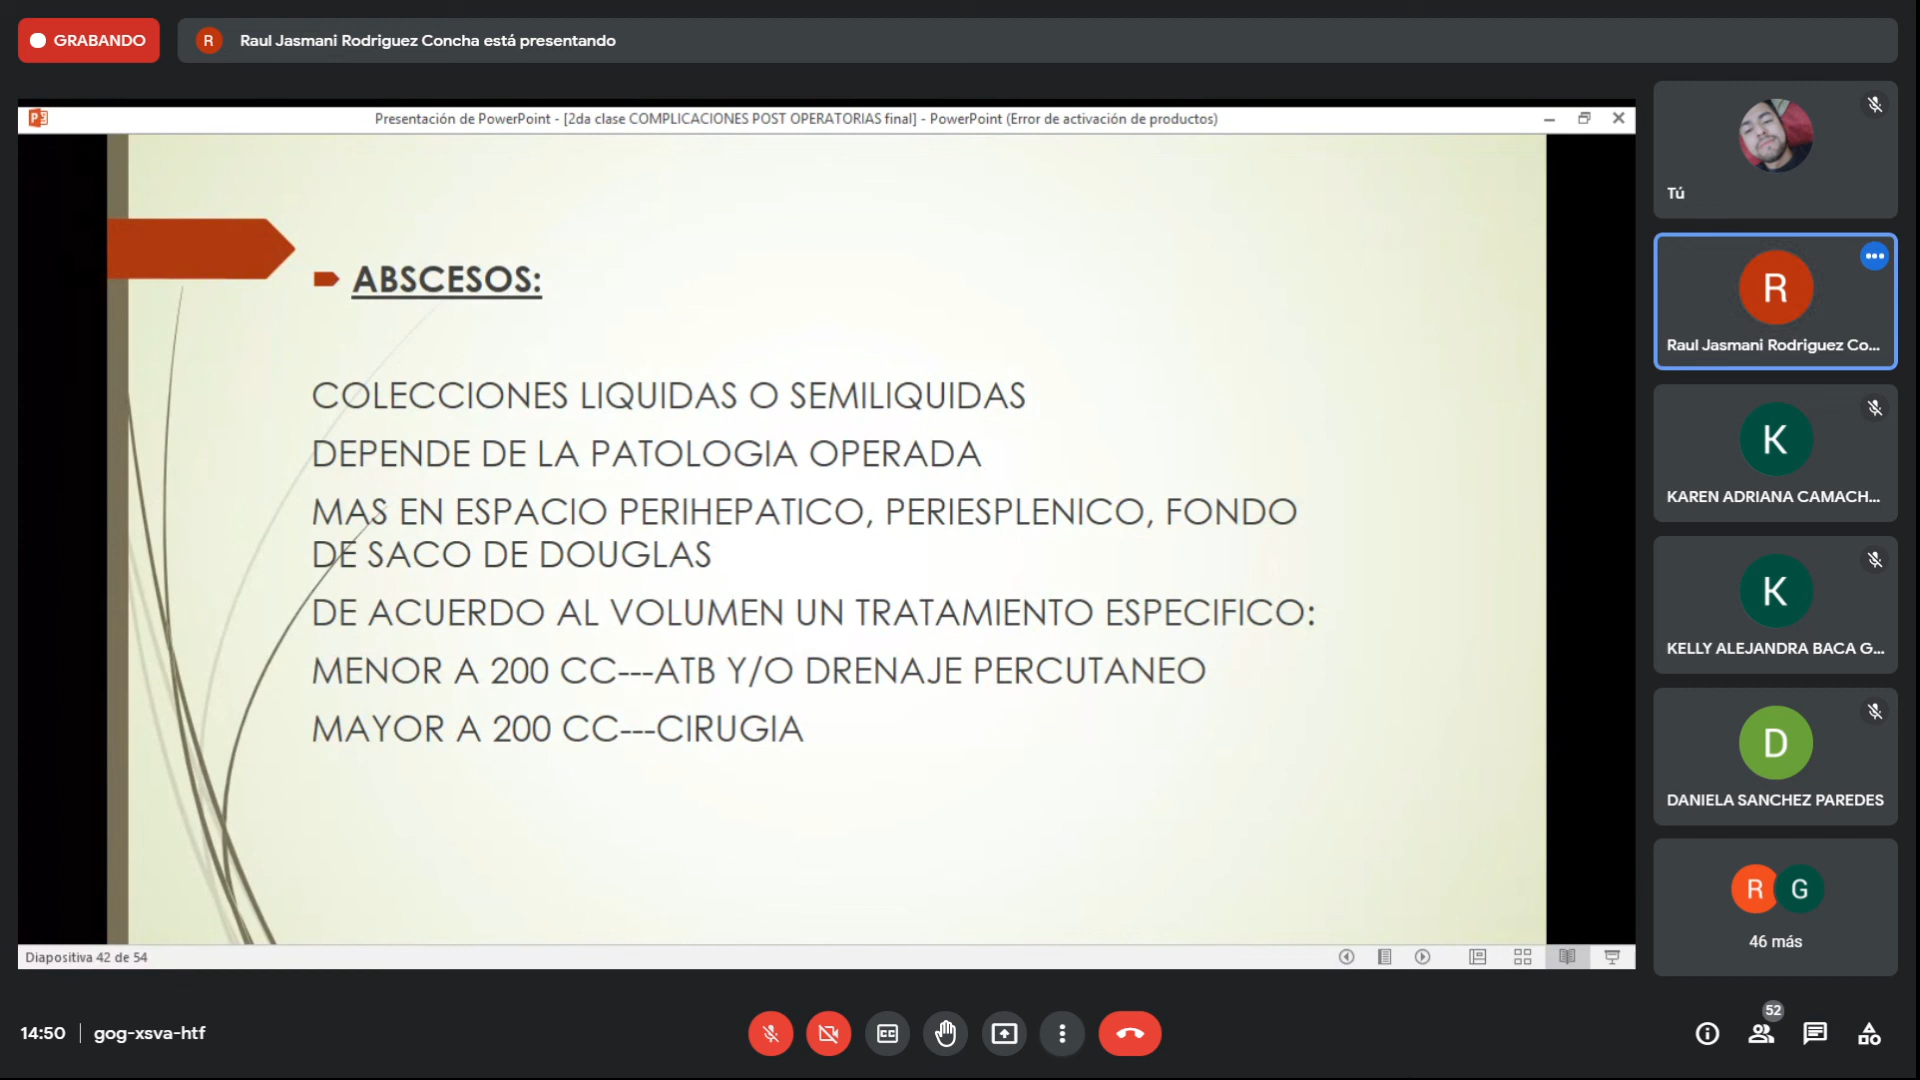 GRABANDO
R
Raul Jasmani Rodriguez Concha está presentando
Presentación de PowerPoint - [2da clase COMPLICACIONES POST OPERATORIAS final] - PowerPoint (Error de activación de productos)
ABSCESOS:
COLECCIONES LIQUIDAS O SEMILIQUIDAS
DEPENDE DE LA PATOLOGIA OPERADA
MAS EN ESPACIO PERIHEPATICO, PERIESPLENICO, FONDO
DE SACO DE DOUGLAS
DE ACUERDO AL VOLUMEN UN TRATAMIENTO ESPECIFICO:
MENOR A 200 CC---ATB Y/O DRENAJE PERCUTANEO
MAYOR A 200 CC---CIRUGIA
Diapositiva 42 de 54
Tú
R
Raul Jasmani Rodriguez Co...
K
KAREN ADRIANA CAMACH...
K
KELLY ALEJANDRA BACA G...
D
DANIELA SANCHEZ PAREDES
R G
46 más
14:50 | gog-xsva-htf
CC
52